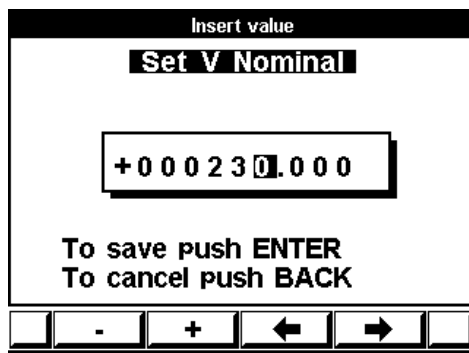 Insert value
Set V Nominal
+000230.000
To save push ENTER
To cancel push BACK
- + ← →